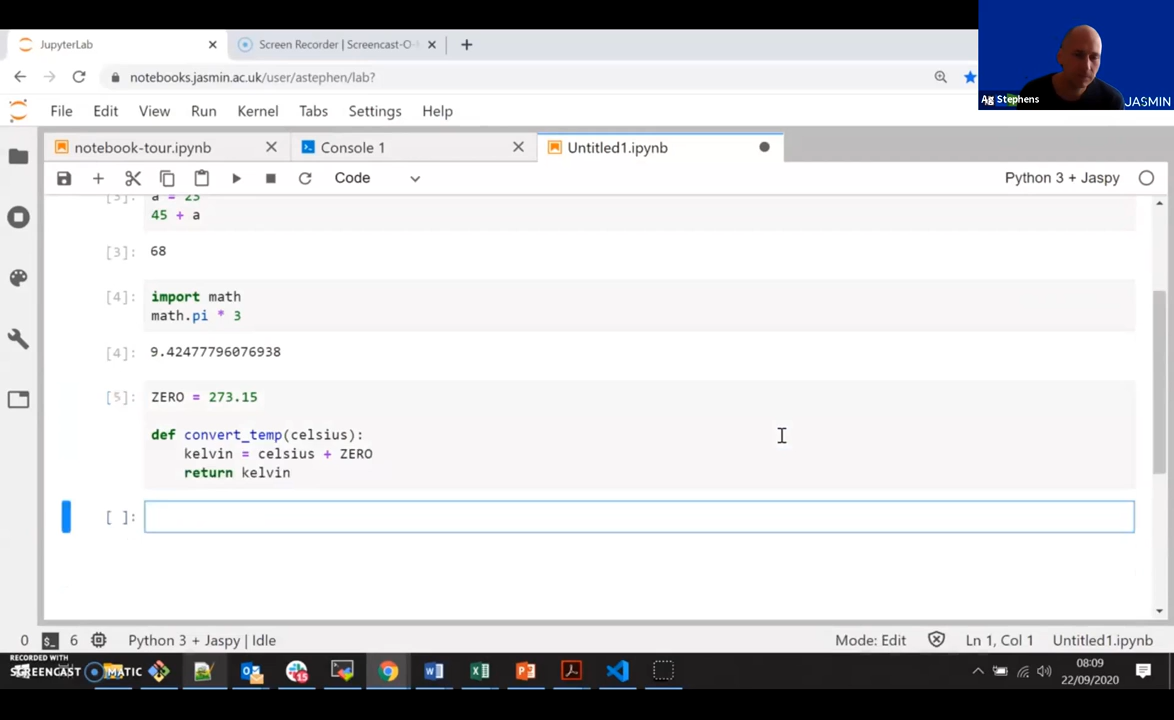 JupyterLab
Screen Recorder | Screencast-O-
notebooks.jasmin.ac.uk/user/astephen/lab?
Ag Stephens
JASMIN
File Edit View Run Kernel Tabs Settings Help
notebook-tour.ipynb
Console 1
Untitled1.ipynb
Code
Python 3 + Jaspy
[3]: a = 23
45 + a
[3]: 68
[4]: import math
math.pi * 3
[4]: 9.42477796076938
[5]: ZERO = 273.15
def convert_temp(celsius):
kelvin = celsius + ZERO
return kelvin
[ ]:
0 6 Python 3 + Jaspy | Idle Mode: Edit Ln 1, Col 1 Untitled1.ipynb
RECORDED WITH
SCREENCAST MATIC
15
08:09
22/09/2020